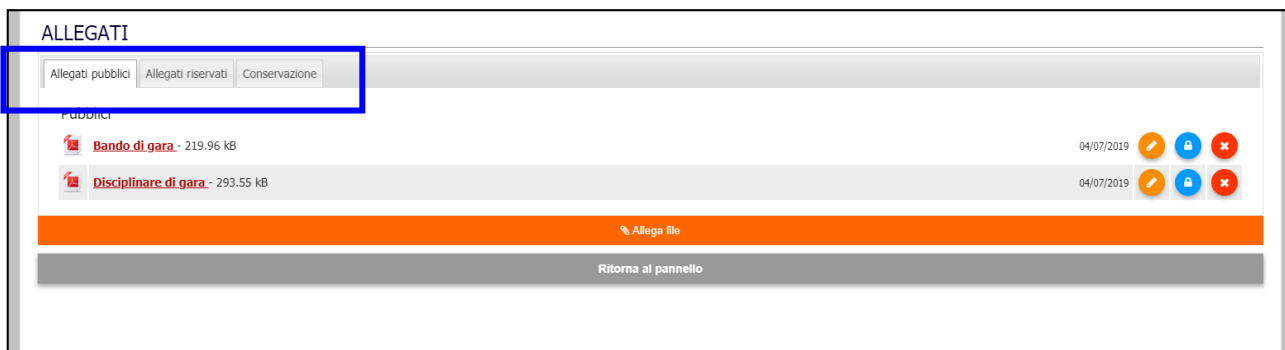 ALLEGATI
Allegati pubblici Allegati riservati Conservazione
Pubblici
Bando di gara - 219.96 kB 04/07/2019
Disciplinare di gara - 293.55 kB 04/07/2019
Allega file
Ritorna al pannello